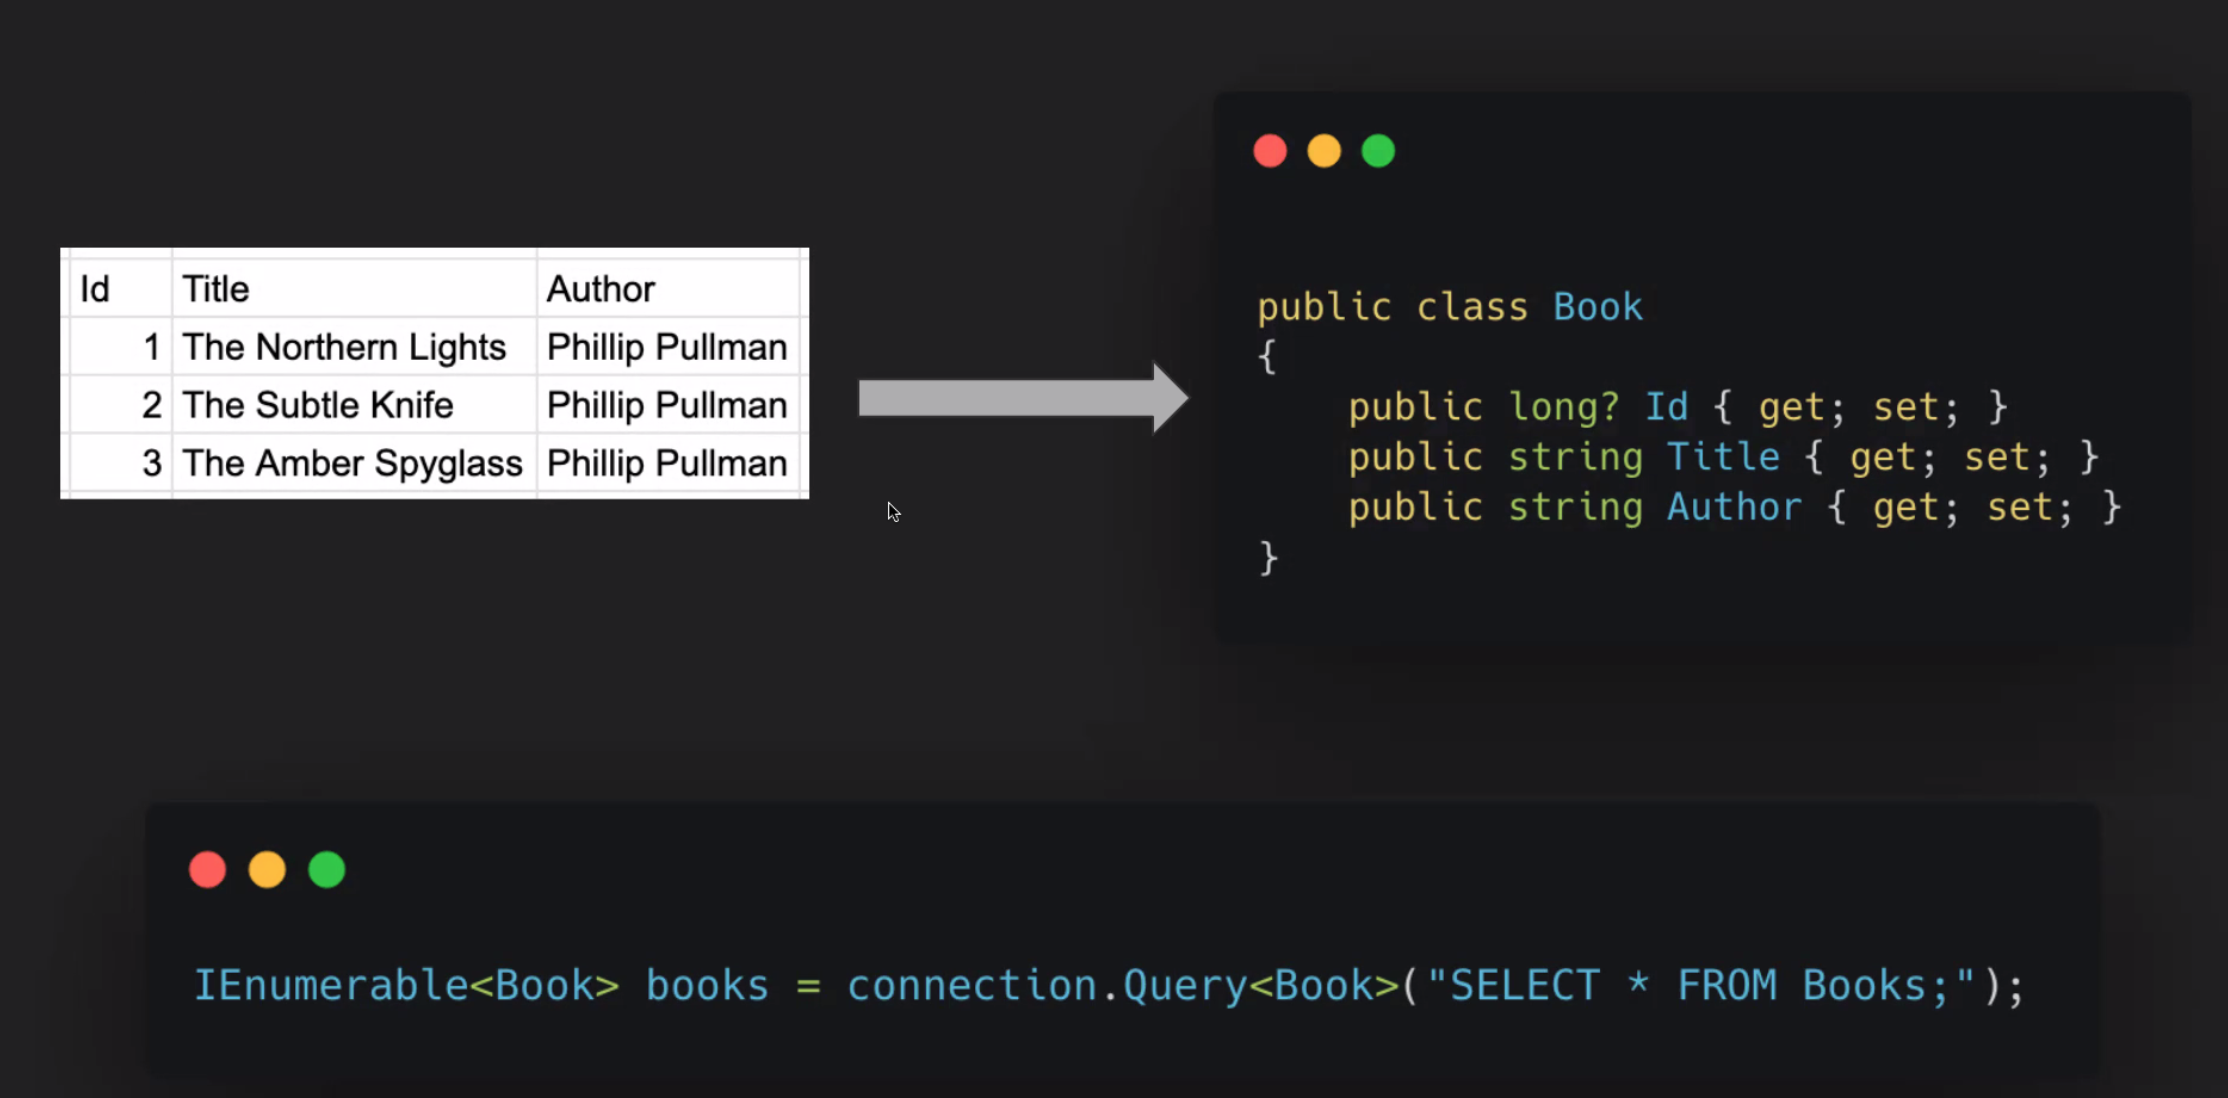 Id Title Author
1 The Northern Lights Phillip Pullman
2 The Subtle Knife Phillip Pullman
3 The Amber Spyglass Phillip Pullman
public class Book
{
    public long? Id { get; set; }
    public string Title { get; set; }
    public string Author { get; set; }
}
IEnumerable<Book> books = connection.Query<Book>("SELECT * FROM Books;");